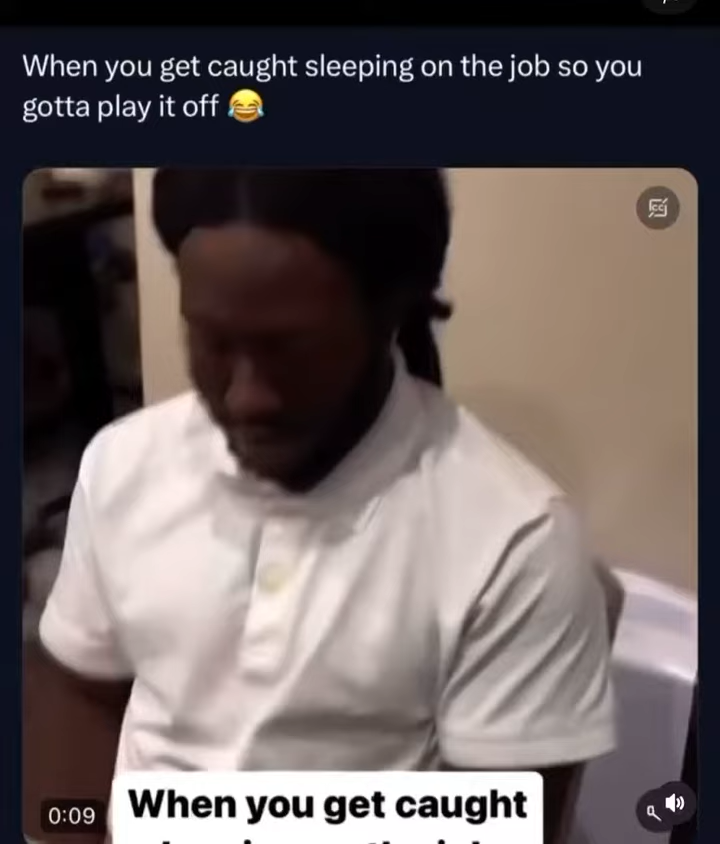 When you get caught sleeping on the job so you
gotta play it off 😂
0:09
When you get caught